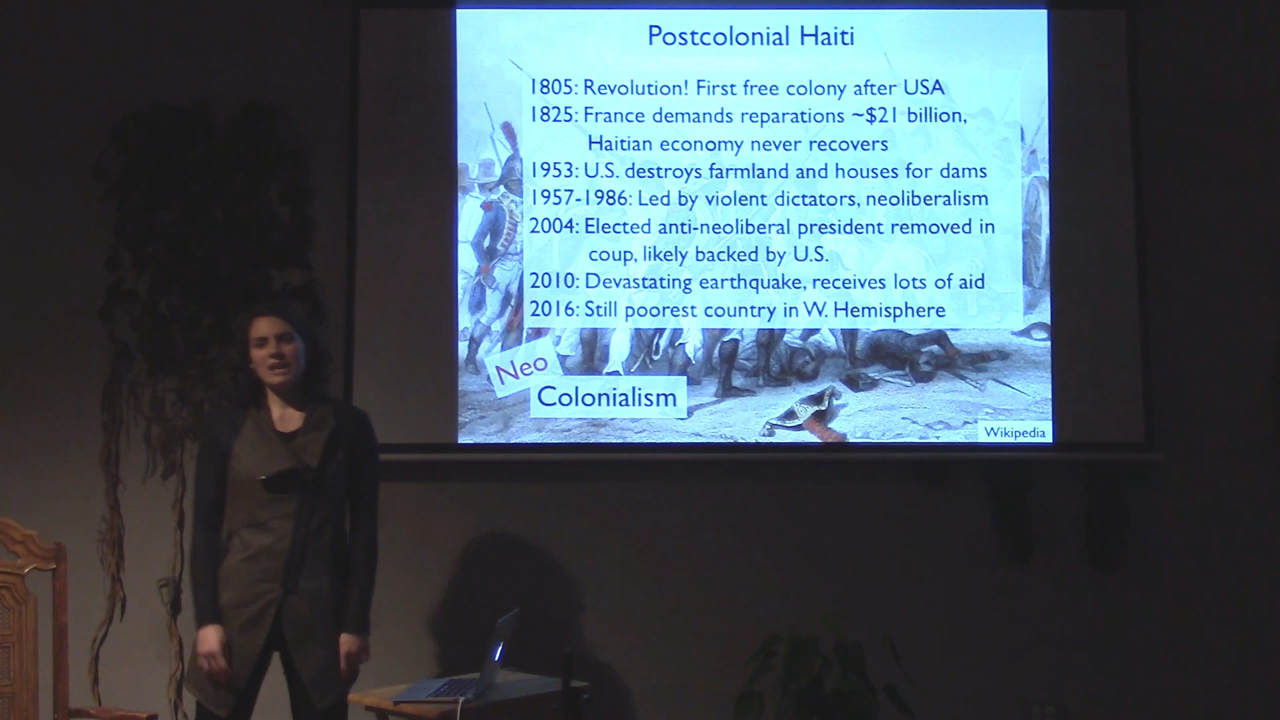 Postcolonial Haiti
1805: Revolution! First free colony after USA
1825: France demands reparations ~$21 billion,
Haitian economy never recovers
1953: U.S. destroys farmland and houses for dams
1957-1986: Led by violent dictators, neoliberalism
2004: Elected anti-neoliberal president removed in
coup, likely backed by U.S.
2010: Devastating earthquake, receives lots of aid
2016: Still poorest country in W. Hemisphere
Neo
Colonialism
Wikipedia